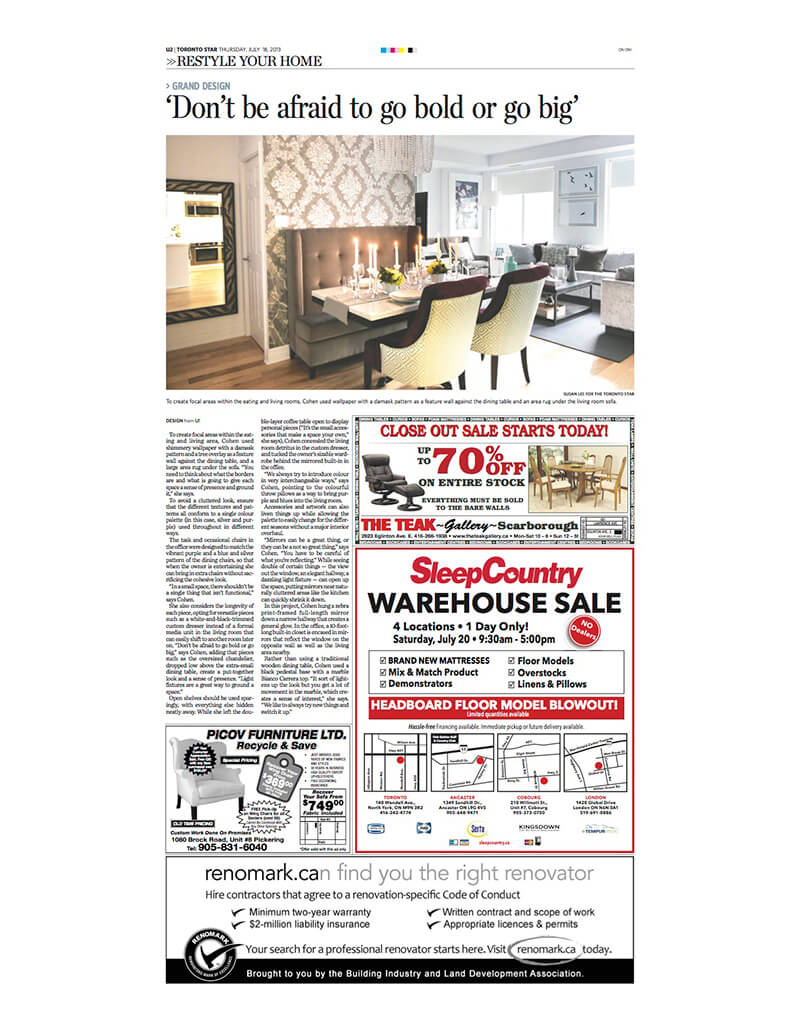 U2 | TORONTO STAR THURSDAY, JULY 18, 2013
ON ON1
>>RESTYLE YOUR HOME
> GRAND DESIGN
‘Don’t be afraid to go bold or go big’
SUSAN LEE FOR THE TORONTO STAR
To create focal areas within the eating and living rooms, Cohen used wallpaper with a damask pattern as a feature wall against the dining table and an area rug under the living room sofa.
DESIGN from U1
To create focal areas within the eat-
ing and living area, Cohen used
shimmery wallpaper with a damask
pattern and a tree overlay as a feature
wall against the dining table, and a
large area rug under the sofa. “You
need to think about what the borders
are and what is going to give each
space a sense of presence and ground
it,” she says.
To avoid a cluttered look, ensure
that the different textures and pat-
terns all conform to a single colour
palette (in this case, silver and pur-
ple) used throughout in different
ways.
The task and occasional chairs in
the office were designed to match the
vibrant purple and a blue and silver
pattern of the dining chairs, so that
when the owner is entertaining she
can bring in extra chairs without sac-
rificing the cohesive look.
“In a small space, there shouldn’t be
a single thing that isn’t functional,”
says Cohen.
She also considers the longevity of
each piece, opting for versatile pieces
such as a white-and-black-trimmed
custom dresser instead of a formal
media unit in the living room that
can easily shift to another room later
on. “Don’t be afraid to go bold or go
big,” says Cohen, adding that pieces
such as the oversized chandelier,
dropped low above the extra-small
dining table, create a put-together
look and a sense of presence. “Light
fixtures are a great way to ground a
space.”
Open shelves should be used spar-
ingly, with everything else hidden
neatly away. While she left the dou-
ble-layer coffee table open to display
personal pieces (“It’s the small acces-
sories that make a space your own,”
she says), Cohen concealed the living
room detritus in the custom dresser,
and tucked the owner’s sizable ward-
robe behind the mirrored built-in in
the office.
“We always try to introduce colour
in very interchangeable ways,” says
Cohen, pointing to the colourful
throw pillows as a way to bring pur-
ple and blues into the living room.
Accessories and artwork can also
liven things up while allowing the
palette to easily change for the differ-
ent seasons without a major interior
overhaul.
“Mirrors can be a great thing, or
they can be a not so great thing,” says
Cohen. “You have to be careful of
what you’re reflecting.” While seeing
double of certain things — the view
out the window, an elegant hallway, a
dazzling light fixture — can open up
the space, putting mirrors near natu-
rally cluttered areas like the kitchen
can quickly shrink it down.
In this project, Cohen hung a zebra
print-framed full-length mirror
down a narrow hallway that creates a
general glow. In the office, a 10-foot-
long built-in closet is encased in mir-
rors that reflect the window on the
opposite wall as well as the living
area nearby.
Rather than using a traditional
wooden dining table, Cohen used a
black pedestal base with a marble
Bianco Carrera top. “It sort of light-
ens up the look but you get a lot of
movement in the marble, which cre-
ates a sense of interest,” she says.
“We like to always try new things and
switch it up.”
CLOSE OUT SALE STARTS TODAY!
UP TO 70% OFF
ON ENTIRE STOCK
EVERYTHING MUST BE SOLD
TO THE BARE WALLS
THE TEAK ~Gallery~ Scarborough
2623 Eglinton Ave. E. 416-266-1938 • www.theteakgallery.ca • Mon-Sat 10 - 6 • Sun 12 - 5
SleepCountry
WAREHOUSE SALE
4 Locations • 1 Day Only!
Saturday, July 20 • 9:30am - 5:00pm
NO Dealers
BRAND NEW MATTRESSES
Mix & Match Product
Demonstrators
Floor Models
Overstocks
Linens & Pillows
HEADBOARD FLOOR MODEL BLOWOUT!
Limited quantities available
Hassle-free financing available. Immediate pickup or future delivery available.
TORONTO
140 Wendell Ave.,
North York, ON M9N 3R2
416-242-4774
ANCASTER
1349 Sandhill Dr.,
Ancaster ON L9G 4V5
905-648-9471
COBOURG
210 Willmott St.,
Unit #7, Cobourg
905-373-0750
LONDON
1425 Global Drive
London ON N6N 0A1
519 691-0886
Sealy
Serta
KINGSDOWN
TEMPUR
sleepcountry.ca
PICOV FURNITURE LTD.
Recycle & Save
Special Pricing
$369.00
FREE Pick-Up
Recover
Your Sofa From
$749.00
Fabric Included
OLD TIME PRICING
Custom Work Done On Premises
1080 Brock Road, Unit #8 Pickering
Tel: 905-831-6040
*Offer valid with this ad only
renomark.can find you the right renovator
Hire contractors that agree to a renovation-specific Code of Conduct
Minimum two-year warranty
$2-million liability insurance
Written contract and scope of work
Appropriate licences & permits
RENOMARK
Your search for a professional renovator starts here. Visit renomark.ca today.
Brought to you by the Building Industry and Land Development Association.